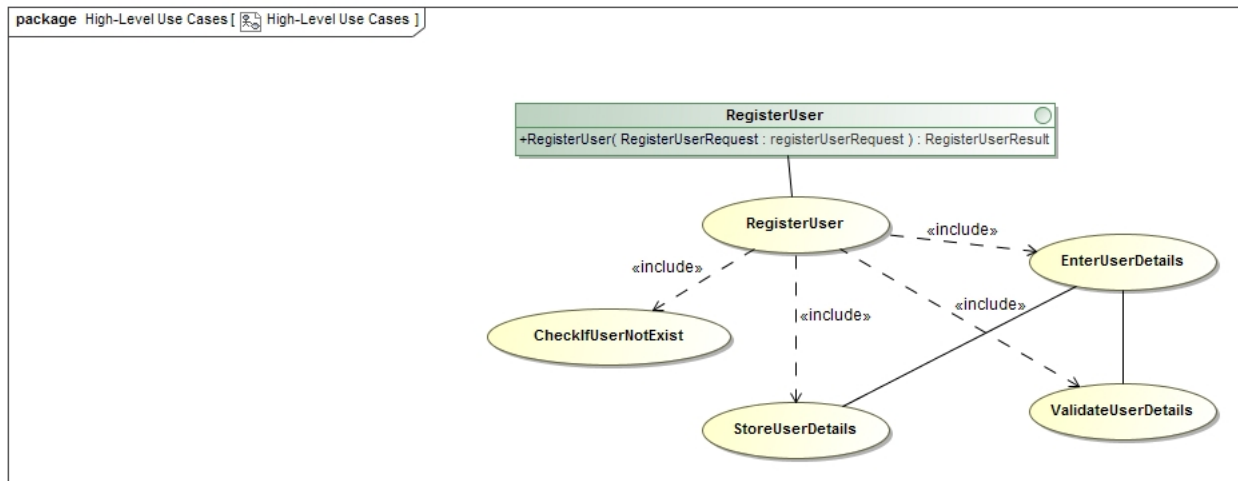 package High-Level Use Cases [ High-Level Use Cases ]
RegisterUser
+RegisterUser( RegisterUserRequest : registerUserRequest ) : RegisterUserResult
RegisterUser
«include»
EnterUserDetails
«include»
«include»
«include»
CheckIfUserNotExist
ValidateUserDetails
StoreUserDetails